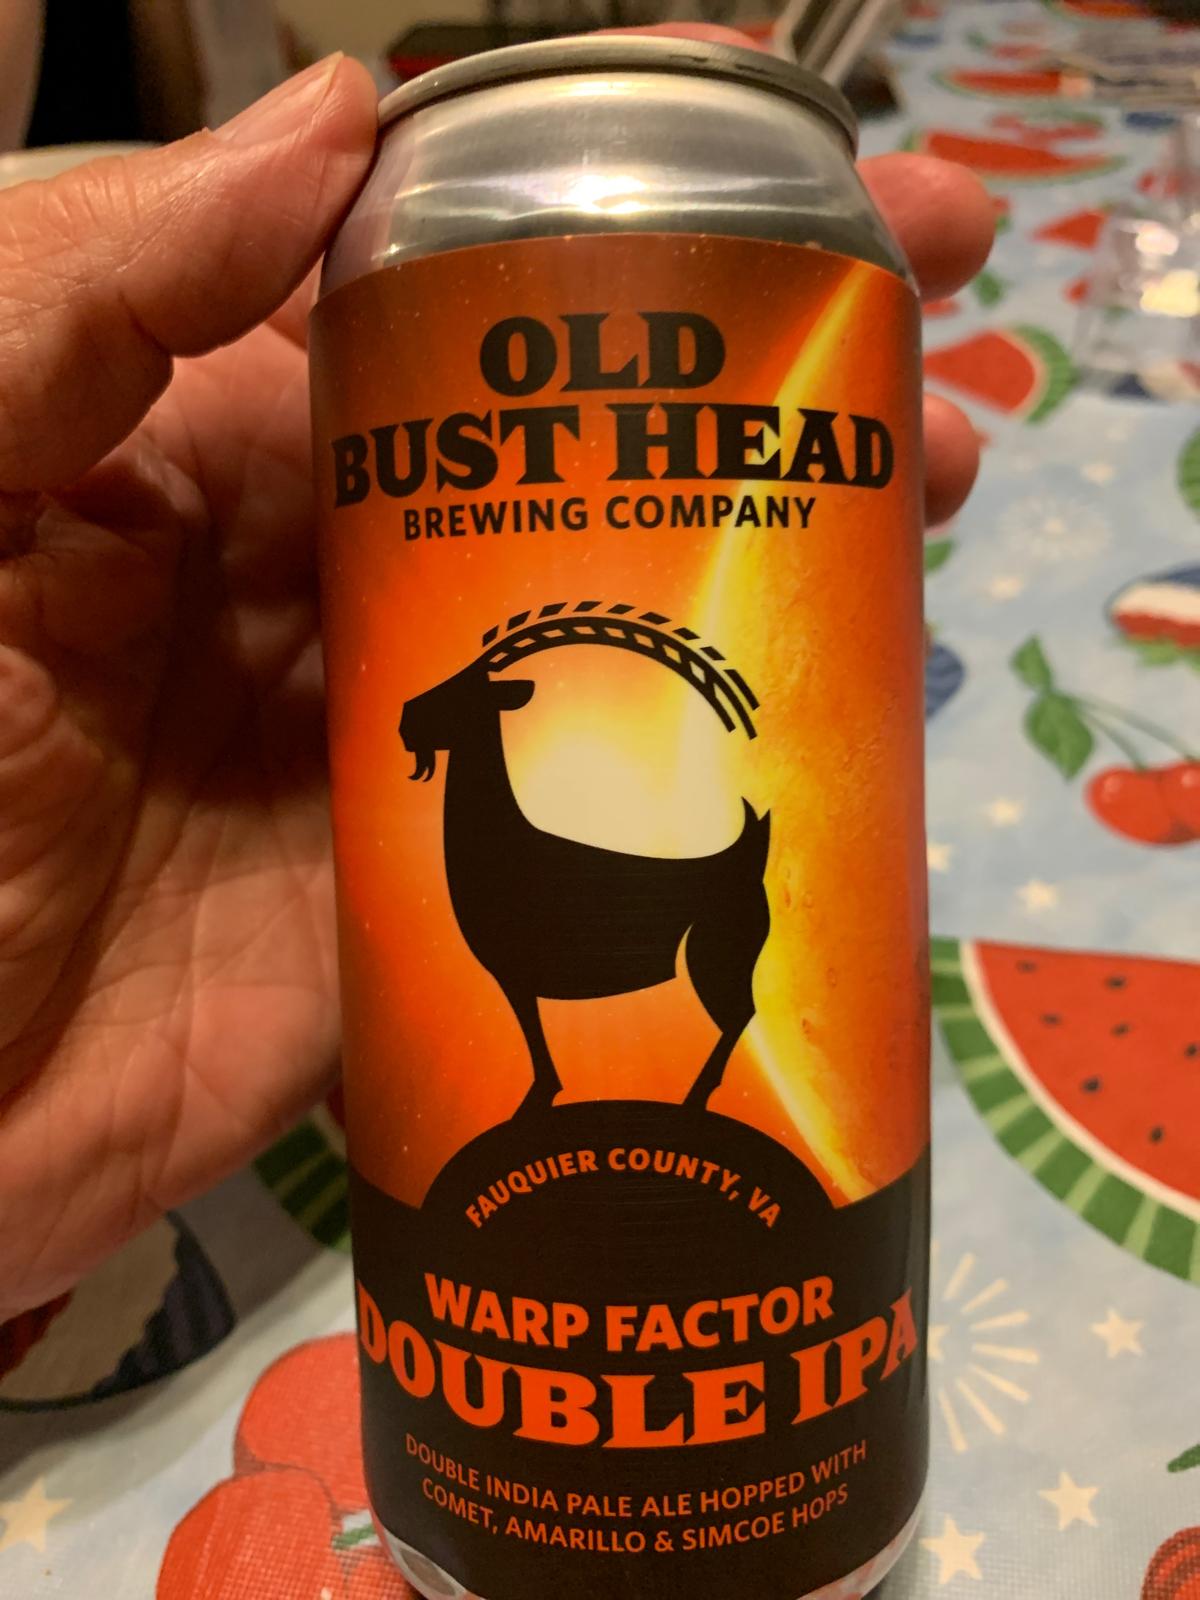 OLD
BUST HEAD
BREWING COMPANY
FAUQUIER COUNTY, VA
WARP FACTOR
DOUBLE IPA
DOUBLE INDIA PALE ALE HOPPED WITH
COMET, AMARILLO & SIMCOE HOPS